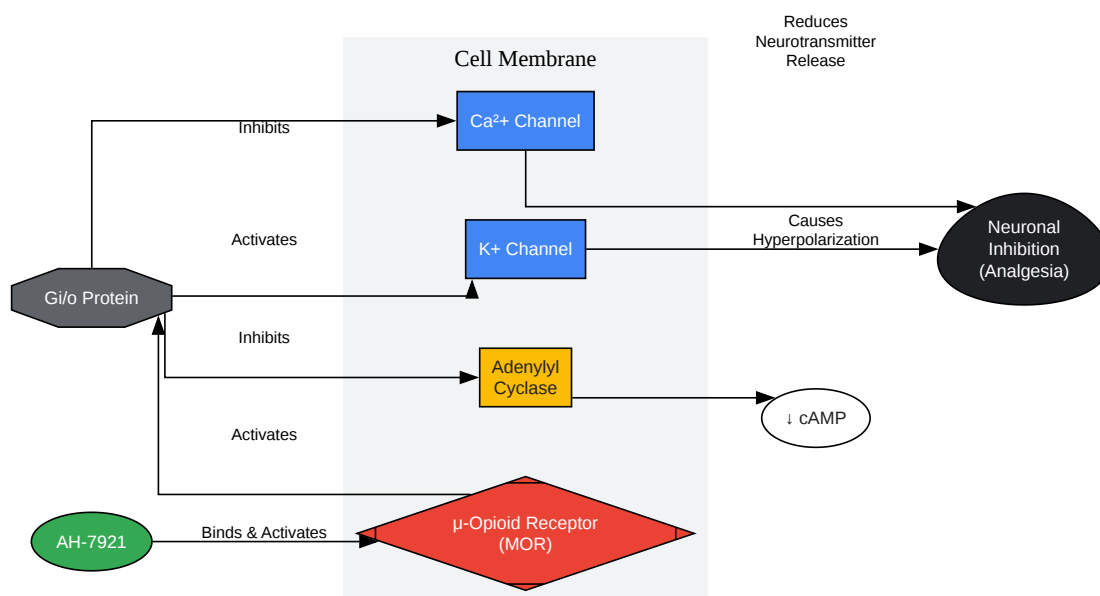 Reduces
Neurotransmitter
Release
Cell Membrane
Inhibits
Ca²+ Channel
Activates
K+ Channel
Causes
Hyperpolarization
Neuronal
Inhibition
(Analgesia)
Gi/o Protein
Inhibits
Adenylyl
Cyclase
↓ cAMP
Activates
AH-7921
Binds & Activates
μ-Opioid Receptor
(MOR)